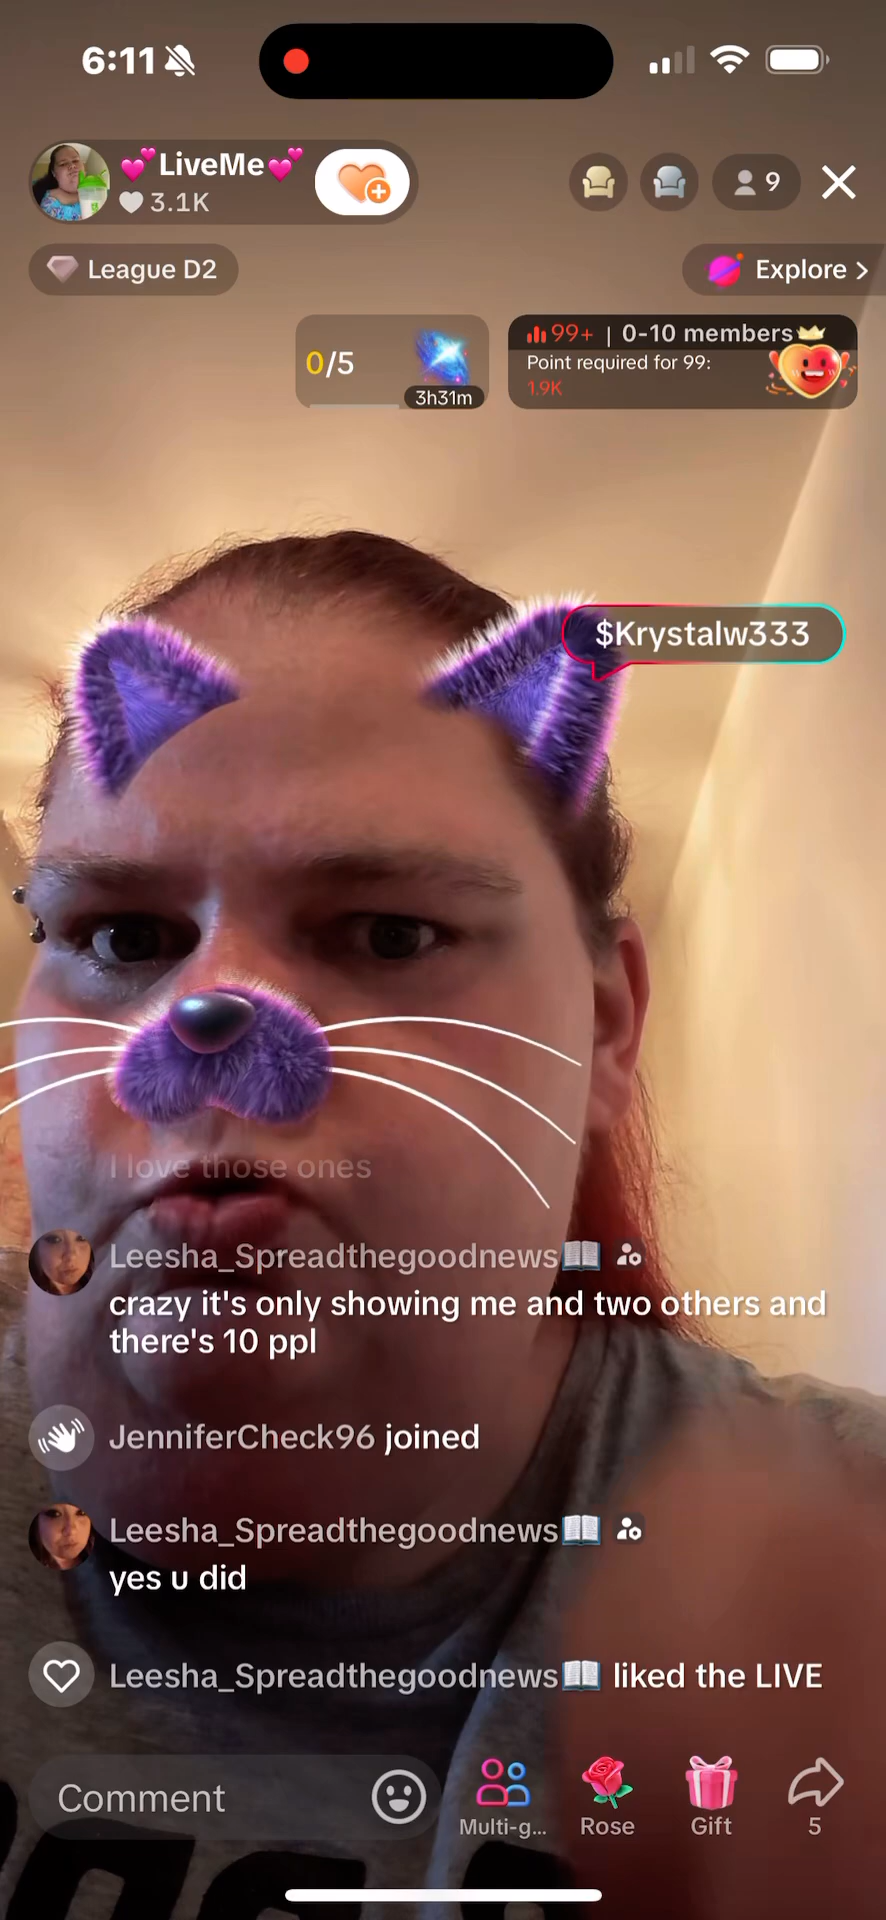 6:11
💕LiveMe💕
3.1K
9
League D2
Explore >
0/5
3h31m
99+ | 0-10 members
Point required for 99:
1.9K
$Krystalw333
I love those ones
Leesha_Spreadthegoodnews📖
crazy it's only showing me and two others and
there's 10 ppl
JenniferCheck96 joined
Leesha_Spreadthegoodnews📖
yes u did
Leesha_Spreadthegoodnews📖 liked the LIVE
Comment
Multi-g...
Rose
Gift
5